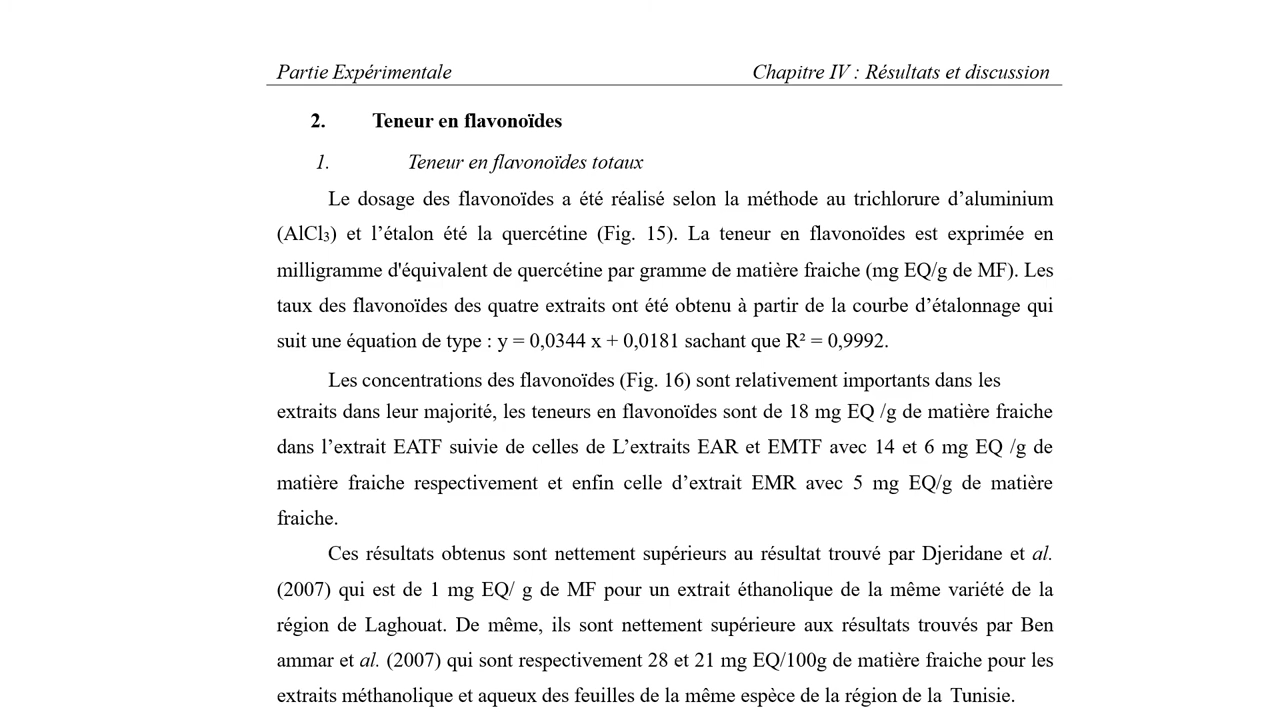 Partie Expérimentale Chapitre IV : Résultats et discussion
2. Teneur en flavonoïdes
1. Teneur en flavonoïdes totaux
Le dosage des flavonoïdes a été réalisé selon la méthode au trichlorure d’aluminium
(AlCl₃) et l’étalon été la quercétine (Fig. 15). La teneur en flavonoïdes est exprimée en
milligramme d'équivalent de quercétine par gramme de matière fraiche (mg EQ/g de MF). Les
taux des flavonoïdes des quatre extraits ont été obtenu à partir de la courbe d’étalonnage qui
suit une équation de type : y = 0,0344 x + 0,0181 sachant que R² = 0,9992.
Les concentrations des flavonoïdes (Fig. 16) sont relativement importants dans les
extraits dans leur majorité, les teneurs en flavonoïdes sont de 18 mg EQ /g de matière fraiche
dans l’extrait EATF suivie de celles de L’extraits EAR et EMTF avec 14 et 6 mg EQ /g de
matière fraiche respectivement et enfin celle d’extrait EMR avec 5 mg EQ/g de matière
fraiche.
Ces résultats obtenus sont nettement supérieurs au résultat trouvé par Djeridane et al.
(2007) qui est de 1 mg EQ/ g de MF pour un extrait éthanolique de la même variété de la
région de Laghouat. De même, ils sont nettement supérieure aux résultats trouvés par Ben
ammar et al. (2007) qui sont respectivement 28 et 21 mg EQ/100g de matière fraiche pour les
extraits méthanolique et aqueux des feuilles de la même espèce de la région de la Tunisie.